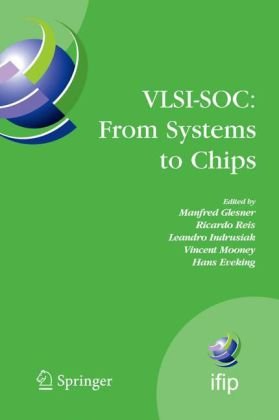 VLSI-SOC:
From Systems
to Chips
Edited by
Manfred Glesner
Ricardo Reis
Leandro Indrusiak
Vincent Mooney
Hans Eveking
Springer
ifip